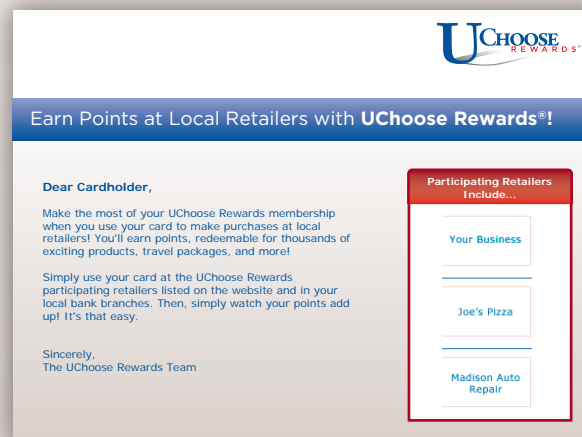 UCHOOSE
REWARDS®
Earn Points at Local Retailers with UChoose Rewards®!
Dear Cardholder,
Make the most of your UChoose Rewards membership
when you use your card to make purchases at local
retailers! You'll earn points, redeemable for thousands of
exciting products, travel packages, and more!
Simply use your card at the UChoose Rewards
participating retailers listed on the website and in your
local bank branches. Then, simply watch your points add
up! It's that easy.
Sincerely,
The UChoose Rewards Team
Participating Retailers
Include...
Your Business
Joe's Pizza
Madison Auto
Repair